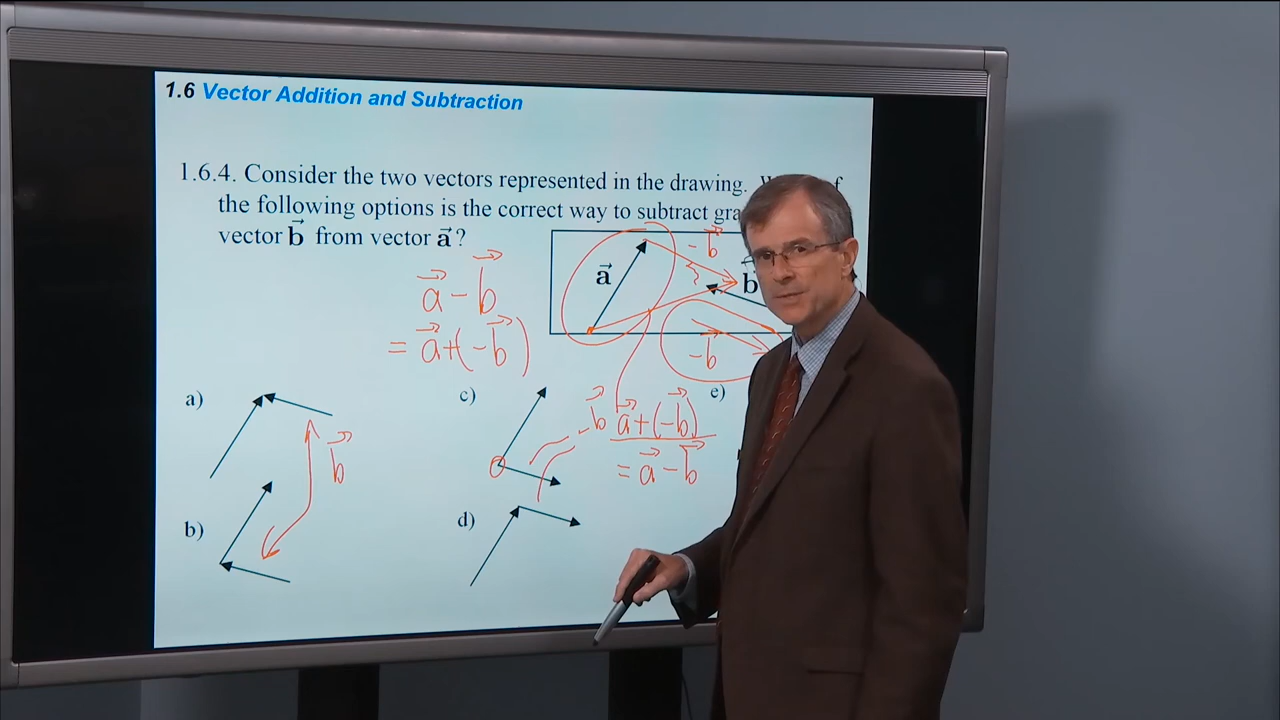 1.6 Vector Addition and Subtraction
1.6.4. Consider the two vectors represented in the drawing.
the following options is the correct way to subtract
vector b⃗ from vector a⃗?
a⃗ − b⃗
= a⃗+(−b⃗)
a⃗
−b⃗
b⃗
−b⃗
a)
c)
e)
−b⃗
a⃗+(−b⃗)
= a⃗ − b⃗
b⃗
b)
d)